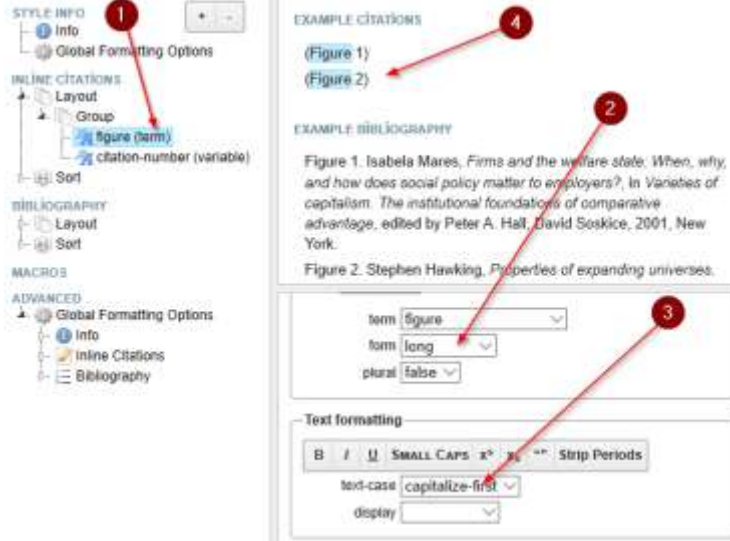 STYLE INFO
+ -
Info
Global Formatting Options
INLINE CITATIONS
Layout
Group
figure (term)
citation-number (variable)
Sort
BIBLIOGRAPHY
Layout
Sort
MACROS
ADVANCED
Global Formatting Options
Info
Inline Citations
Bibliography
1
EXAMPLE CITATIONS
4
(Figure 1)
(Figure 2)
2
EXAMPLE BIBLIOGRAPHY
Figure 1. Isabela Mares, Firms and the welfare state: When, why,
and how does social policy matter to employers?, In Varieties of
capitalism. The institutional foundations of comparative
advantage, edited by Peter A. Hall, David Soskice, 2001, New
York.
Figure 2. Stephen Hawking, Properties of expanding universes,
term figure
3
form long
plural false
Text formatting
B I U SMALL CAPS Strip Periods
text-case capitalize-first
display